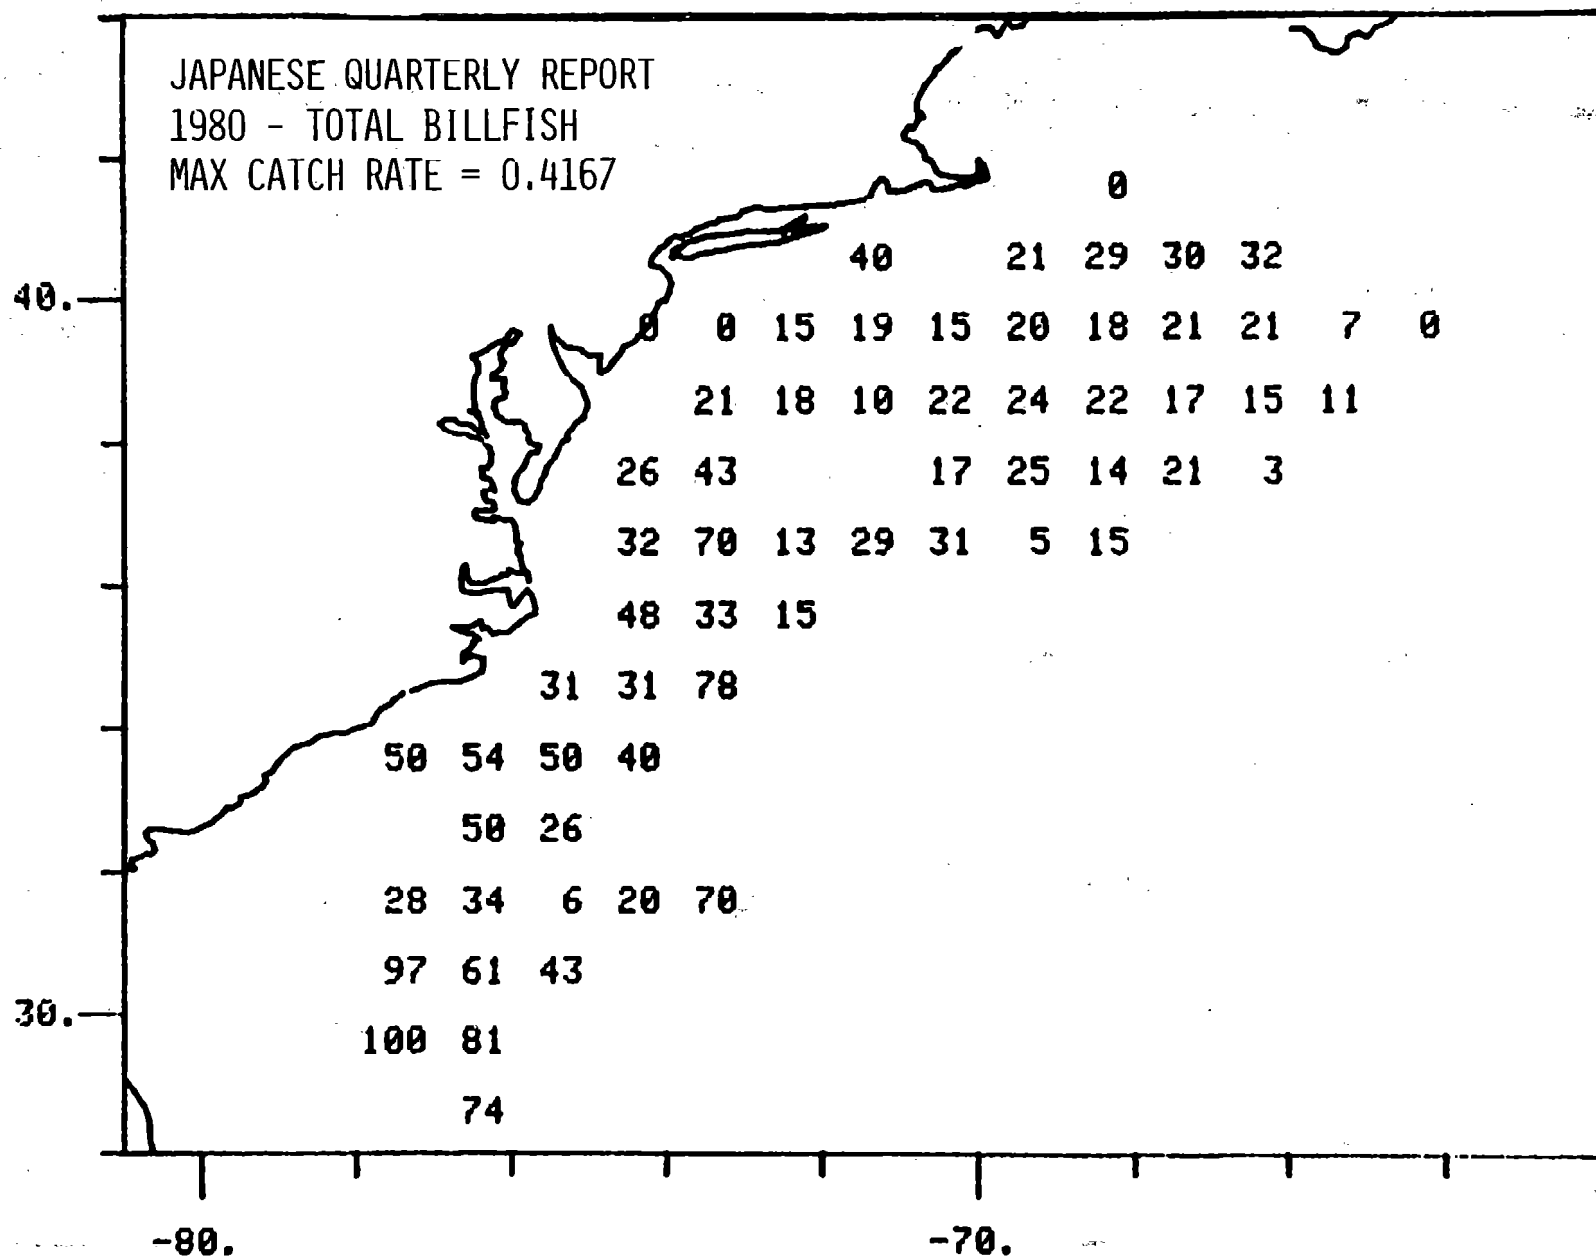 JAPANESE QUARTERLY REPORT
1980 - TOTAL BILLFISH
MAX CATCH RATE = 0.4167
0
40 21 29 30 32
40.
0 0 15 19 15 20 18 21 21 7 0
21 18 10 22 24 22 17 15 11
26 43 17 25 14 21 3
32 70 13 29 31 5 15
48 33 15
31 31 78
50 54 50 40
50 26
28 34 6 20 70
97 61 43
30.
100 81
74
-80. -70.